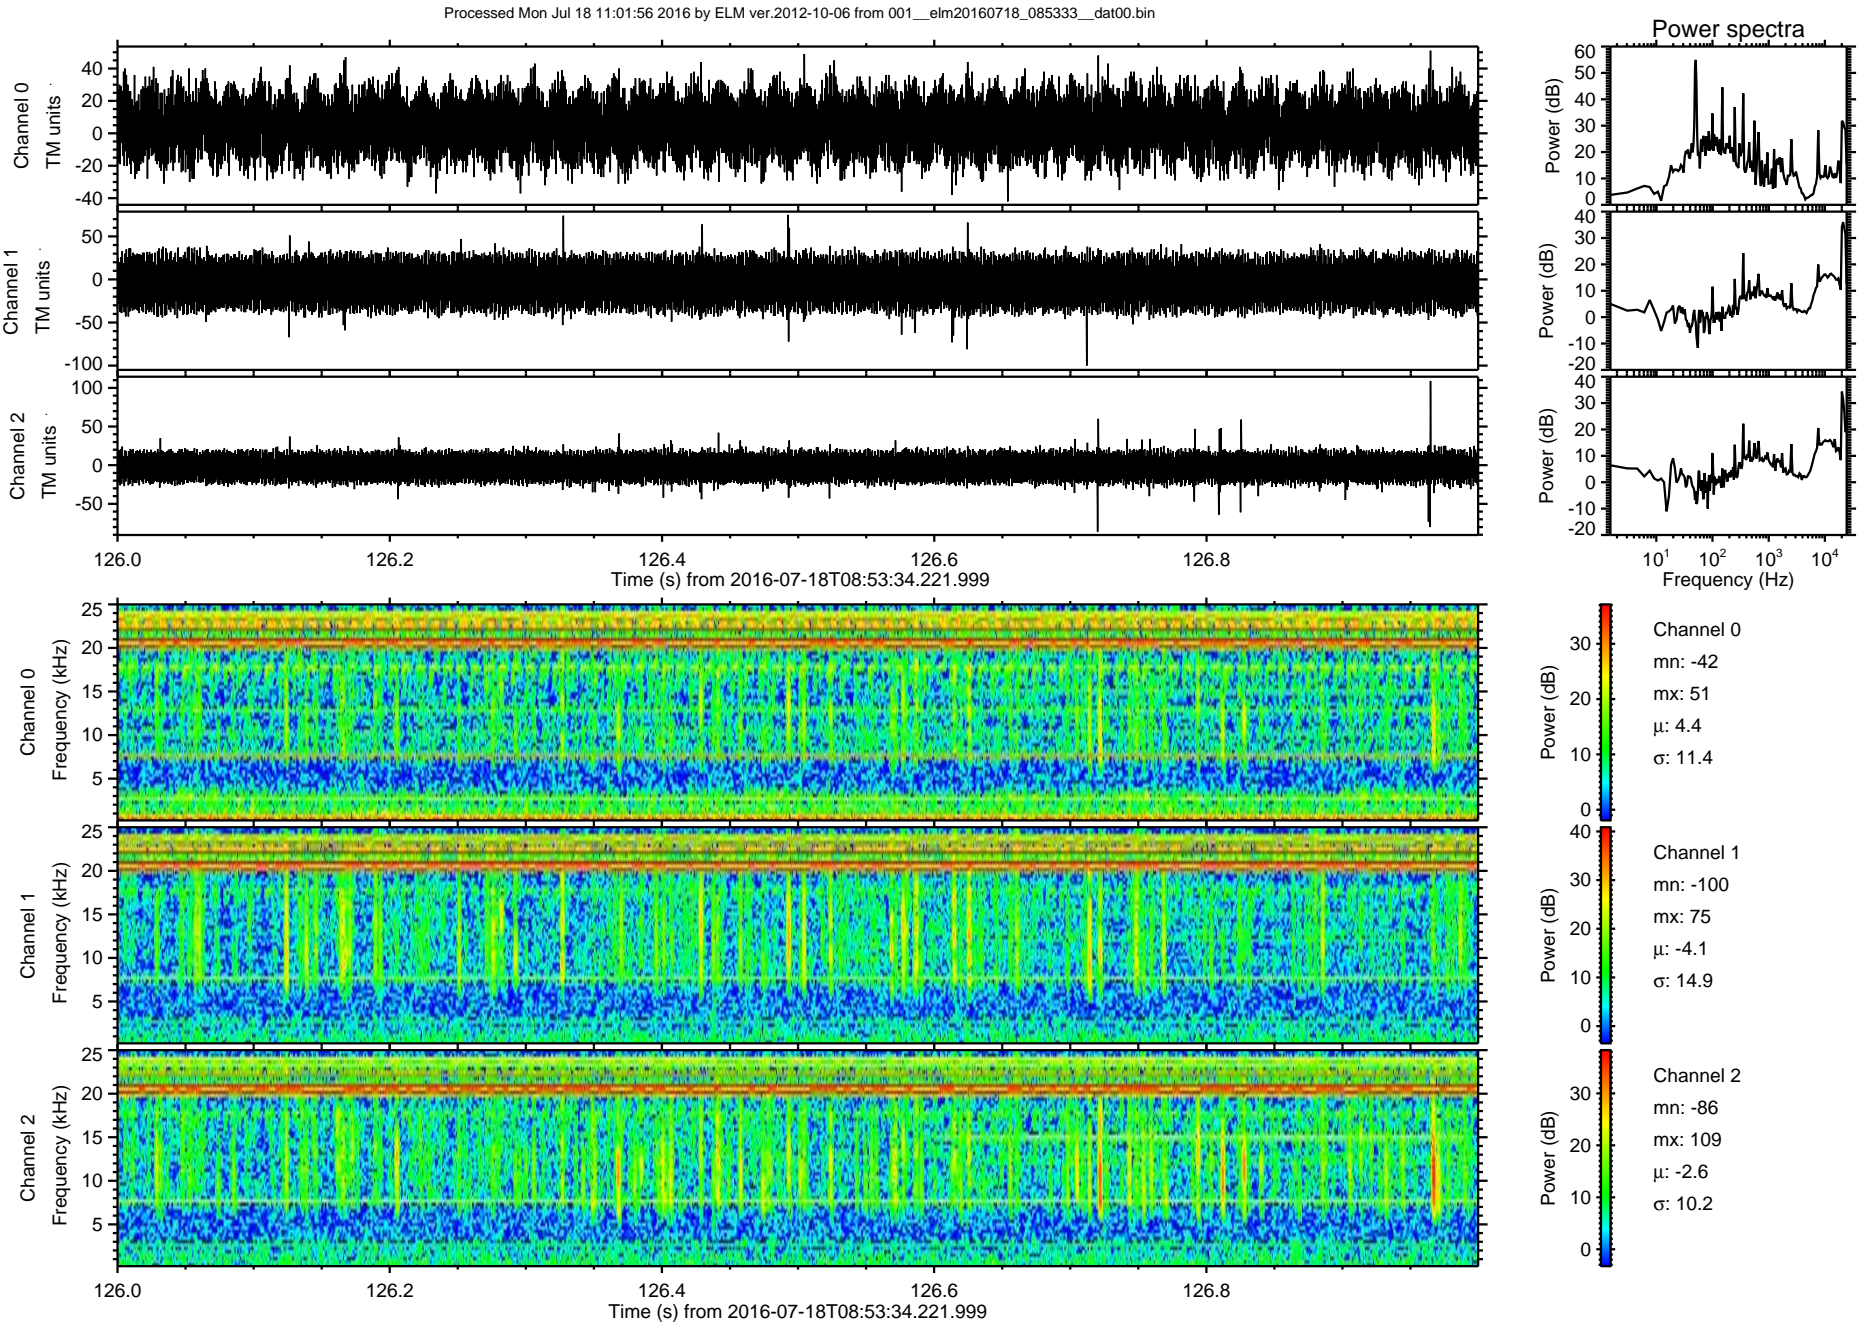 Processed Mon Jul 18 11:01:56 2016 by ELM ver.2012-10-06 from 001__elm20160718_085333__dat00.bin
Power spectra
Channel 0
TM units
40
20
0
-20
-40
Power (dB)
60
50
40
30
20
10
0
Channel 1
TM units
50
0
-50
-100
Power (dB)
40
30
20
10
0
-10
-20
Channel 2
TM units
100
50
0
-50
Power (dB)
40
30
20
10
0
-10
-20
126.0 126.2 126.4 126.6 126.8
Time (s) from 2016-07-18T08:53:34.221.999
10¹ 10² 10³ 10⁴
Frequency (Hz)
Channel 0
Frequency (kHz)
25
20
15
10
5
Power (dB)
30
20
10
0
Channel 0
mn: -42
mx: 51
μ: 4.4
σ: 11.4
Channel 1
Frequency (kHz)
25
20
15
10
5
Power (dB)
40
30
20
10
0
Channel 1
mn: -100
mx: 75
μ: -4.1
σ: 14.9
Channel 2
Frequency (kHz)
25
20
15
10
5
Power (dB)
30
20
10
0
Channel 2
mn: -86
mx: 109
μ: -2.6
σ: 10.2
126.0 126.2 126.4 126.6 126.8
Time (s) from 2016-07-18T08:53:34.221.999